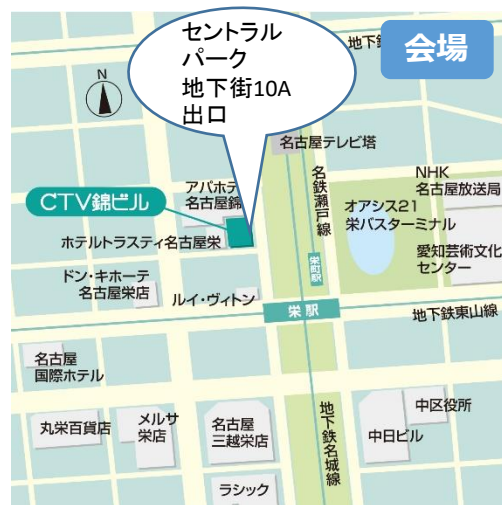 セントラル
パーク
地下街10A
出口
地下鉄
会場
N
名古屋テレビ塔
名鉄瀬戸線
NHK
名古屋放送局
アパホテ
名古屋錦
CTV錦ビル
オアシス21
栄バスターミナル
ホテルトラスティ名古屋栄
愛知芸術文化
センター
栄町駅
ドン・キホーテ
名古屋栄店
ルイ・ヴィトン
栄駅
地下鉄東山線
名古屋
国際ホテル
中区役所
丸栄百貨店
メルサ
栄店
名古屋
三越栄店
地下鉄名城線
中日ビル
ラシック